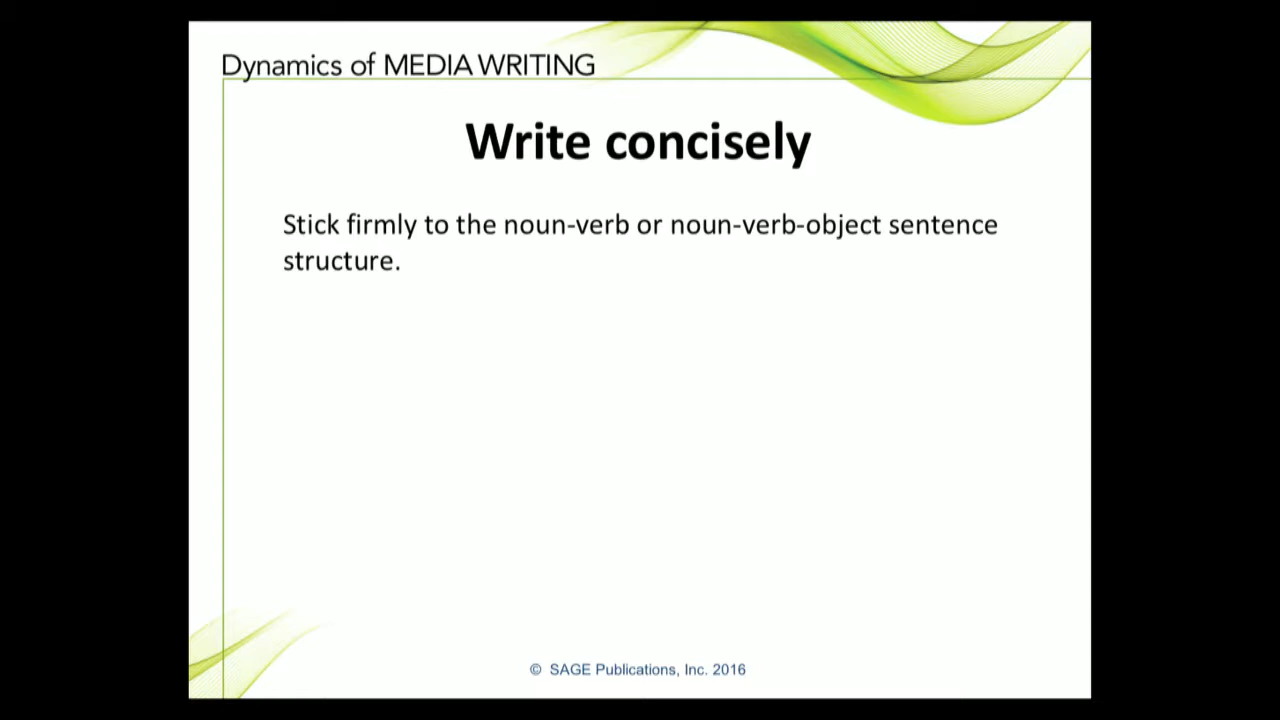 Dynamics of MEDIA WRITING
Write concisely
Stick firmly to the noun-verb or noun-verb-object sentence
structure.
© SAGE Publications, Inc. 2016